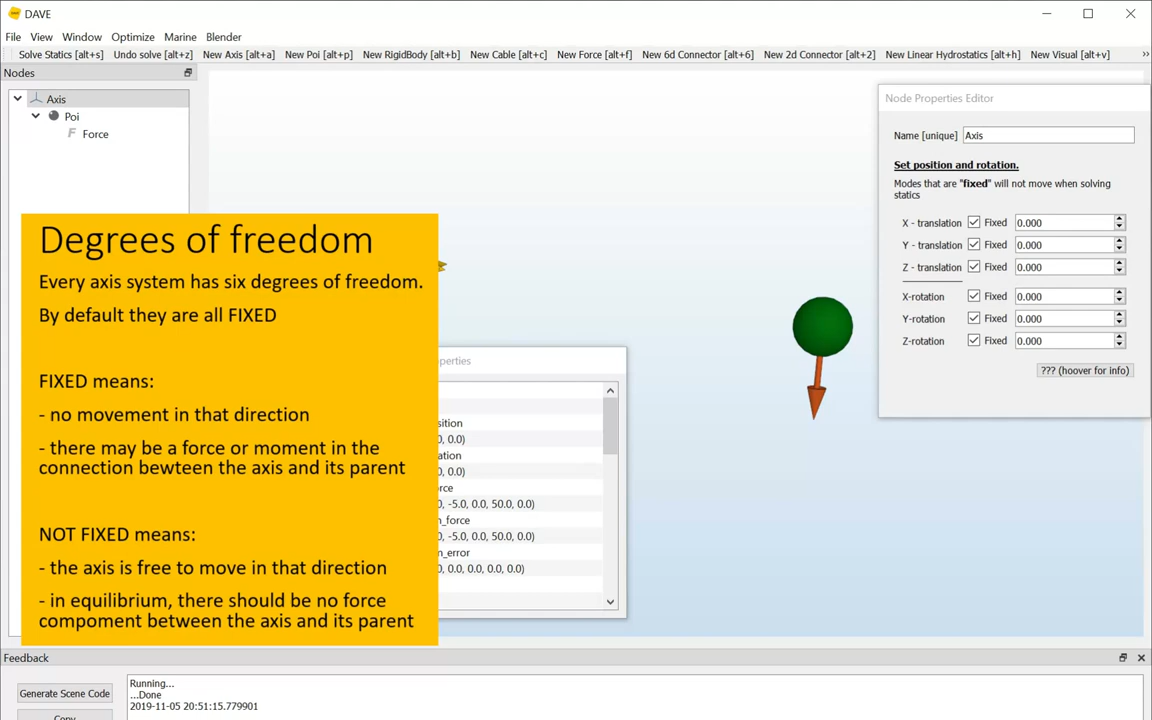 DAVE
File View Window Optimize Marine Blender
Solve Statics [alt+s] Undo solve [alt+z] New Axis [alt+a] New Poi [alt+p] New RigidBody [alt+b] New Cable [alt+c] New Force [alt+f] New 6d Connector [alt+6] New 2d Connector [alt+2] New Linear Hydrostatics [alt+h] New Visual [alt+v] »
Nodes
Axis
Poi
F Force
Degrees of freedom
Every axis system has six degrees of freedom.
By default they are all FIXED
FIXED means:
- no movement in that direction
- there may be a force or moment in the
connection bewteen the axis and its parent
NOT FIXED means:
- the axis is free to move in that direction
- in equilibrium, there should be no force
compoment between the axis and its parent
perties
sition
0, 0.0)
ation
0, 0.0)
rce
0, -5.0, 0.0, 50.0, 0.0)
n_force
0, -5.0, 0.0, 50.0, 0.0)
n_error
0.0, 0.0, 0.0, 0.0, 0.0)
Node Properties Editor
Name [unique] Axis
Set position and rotation.
Modes that are "fixed" will not move when solving
statics
X - translation Fixed 0.000
Y - translation Fixed 0.000
Z - translation Fixed 0.000
X-rotation Fixed 0.000
Y-rotation Fixed 0.000
Z-rotation Fixed 0.000
??? (hoover for info)
Feedback
Generate Scene Code
Copy
Running...
...Done
2019-11-05 20:51:15.779901